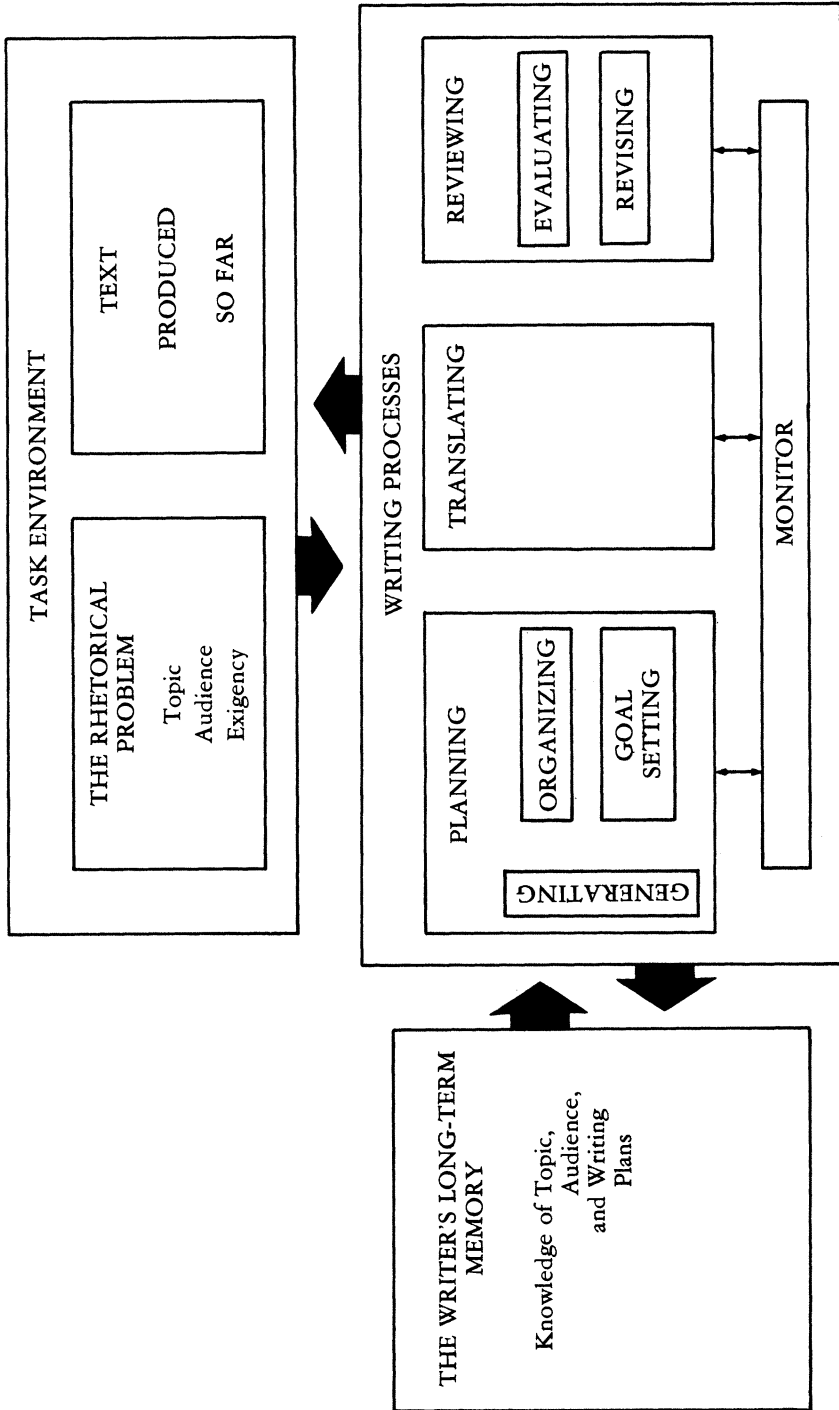 TASK ENVIRONMENT
THE RHETORICAL
PROBLEM
Topic
Audience
Exigency
TEXT
PRODUCED
SO FAR
THE WRITER'S LONG-TERM
MEMORY
Knowledge of Topic,
Audience,
and Writing
Plans
WRITING PROCESSES
PLANNING
GENERATING
ORGANIZING
GOAL
SETTING
TRANSLATING
REVIEWING
EVALUATING
REVISING
MONITOR